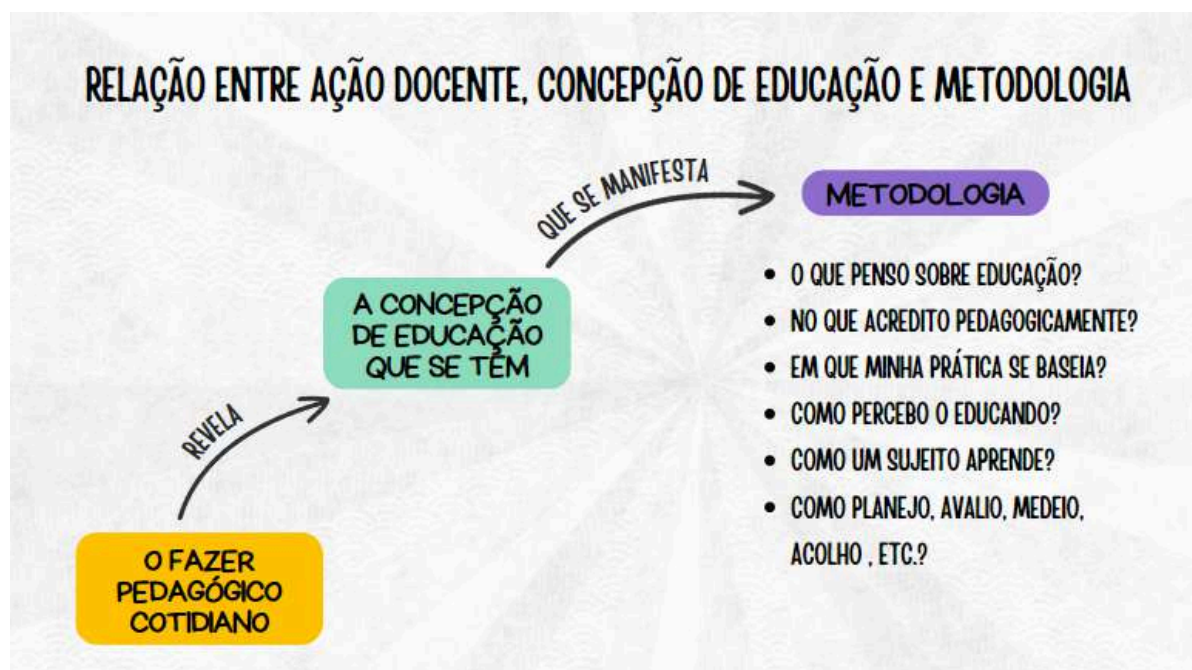 RELAÇÃO ENTRE AÇÃO DOCENTE, CONCEPÇÃO DE EDUCAÇÃO E METODOLOGIA
O FAZER
PEDAGÓGICO
COTIDIANO
REVELA
A CONCEPÇÃO
DE EDUCAÇÃO
QUE SE TÊM
QUE SE MANIFESTA
METODOLOGIA
• O QUE PENSO SOBRE EDUCAÇÃO?
• NO QUE ACREDITO PEDAGOGICAMENTE?
• EM QUE MINHA PRÁTICA SE BASEIA?
• COMO PERCEBO O EDUCANDO?
• COMO UM SUJEITO APRENDE?
• COMO PLANEJO, AVALIO, MEDEIO,
ACOLHO , ETC.?